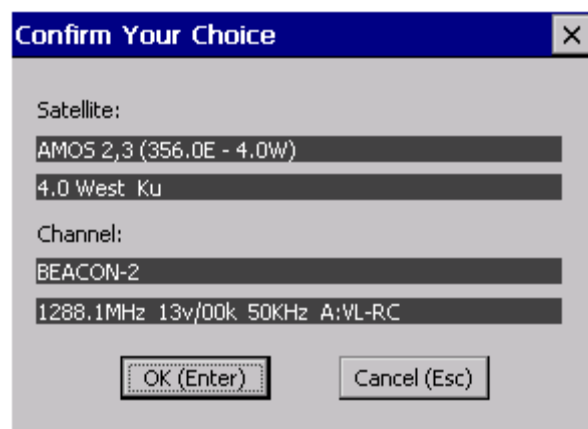 Confirm Your Choice
Satellite:
AMOS 2,3 (356.0E - 4.0W)
4.0 West Ku
Channel:
BEACON-2
1288.1MHz 13v/00k 50KHz A:VL-RC
OK (Enter) Cancel (Esc)